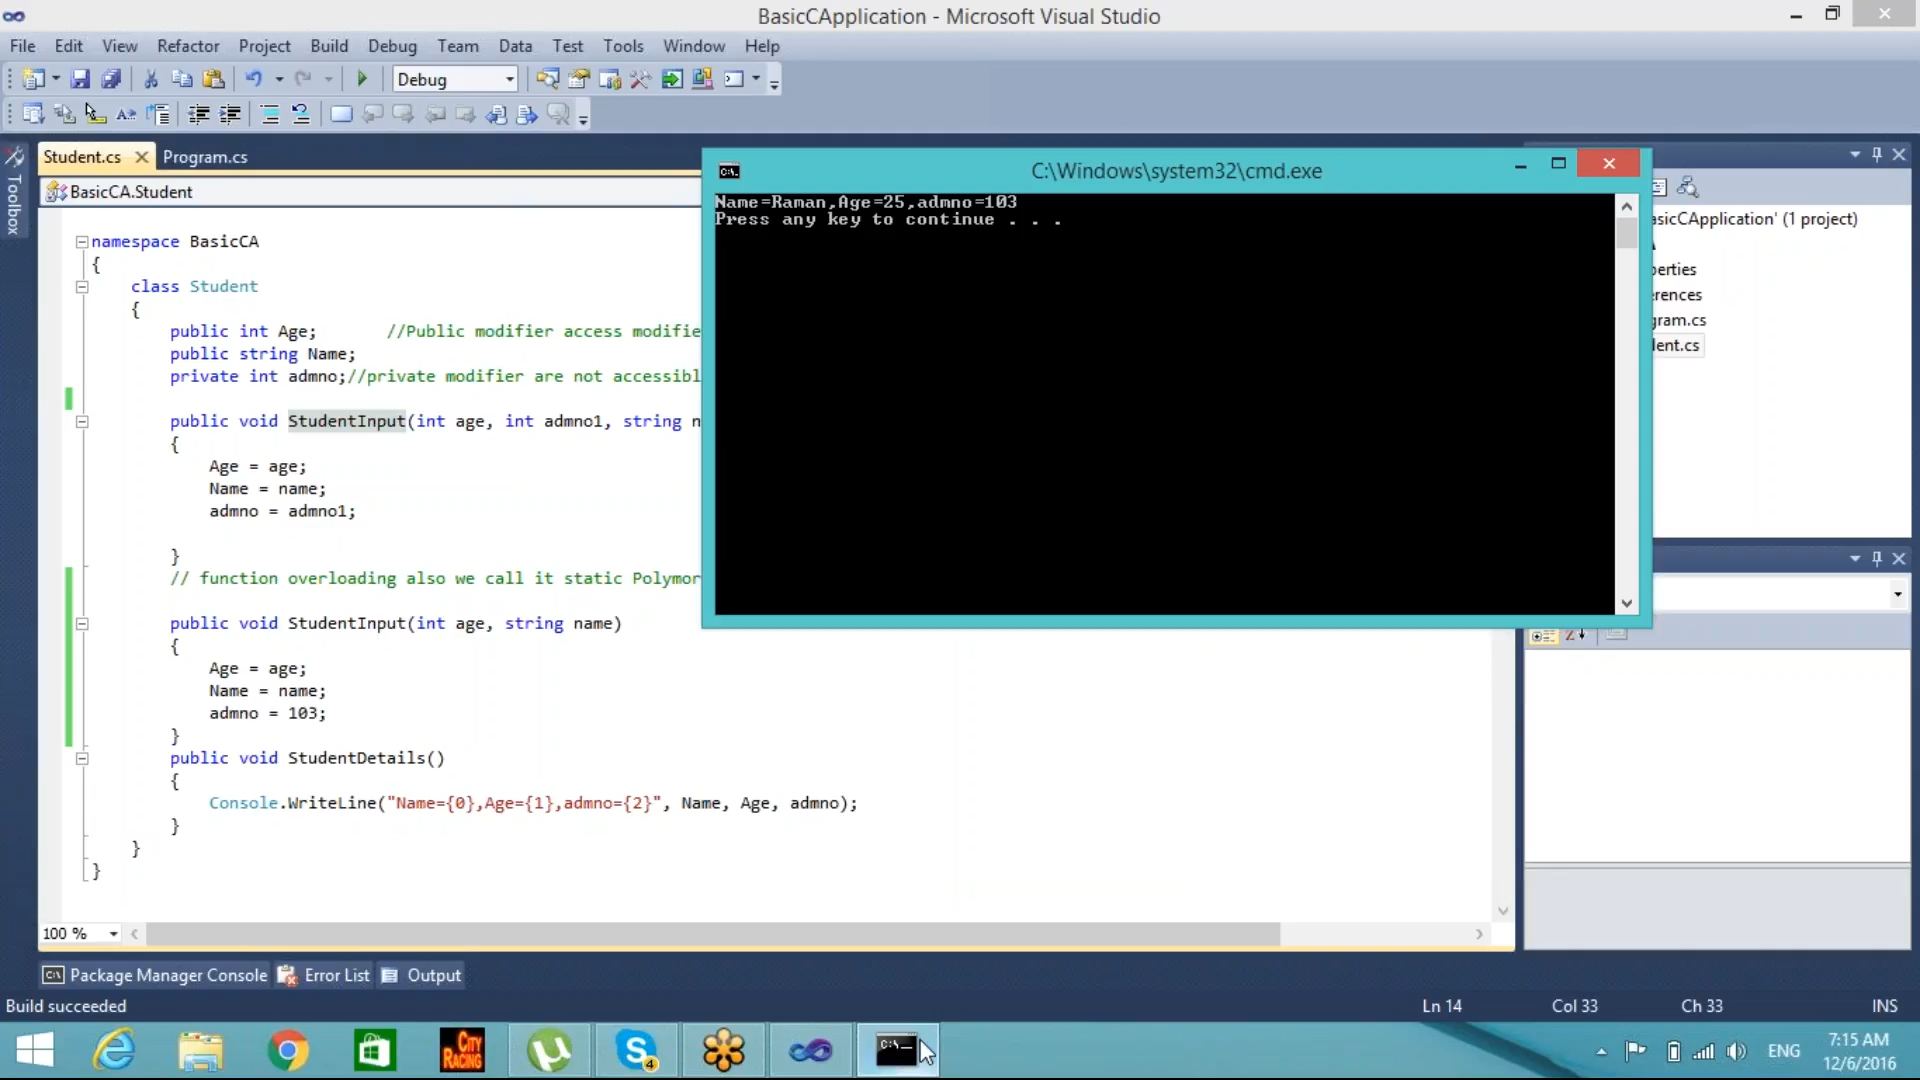 BasicCApplication - Microsoft Visual Studio
File Edit View Refactor Project Build Debug Team Data Test Tools Window Help
Debug
Toolbox
Student.cs Program.cs
BasicCA.Student
namespace BasicCA
{
class Student
{
public int Age; //Public modifier access modifie
public string Name;
private int admno;//private modifier are not accessibl
public void StudentInput(int age, int admno1, string n
{
Age = age;
Name = name;
admno = admno1;
}
// function overloading also we call it static Polymor
public void StudentInput(int age, string name)
{
Age = age;
Name = name;
admno = 103;
}
public void StudentDetails()
{
Console.WriteLine("Name={0},Age={1},admno={2}", Name, Age, admno);
}
}
}
100 %
C:\Windows\system32\cmd.exe
Name=Raman,Age=25,admno=103
Press any key to continue . . .
asicCApplication' (1 project)
perties
erences
gram.cs
dent.cs
Package Manager Console Error List Output
Build succeeded Ln 14 Col 33 Ch 33 INS
CITY RACING
ENG
7:15 AM
12/6/2016